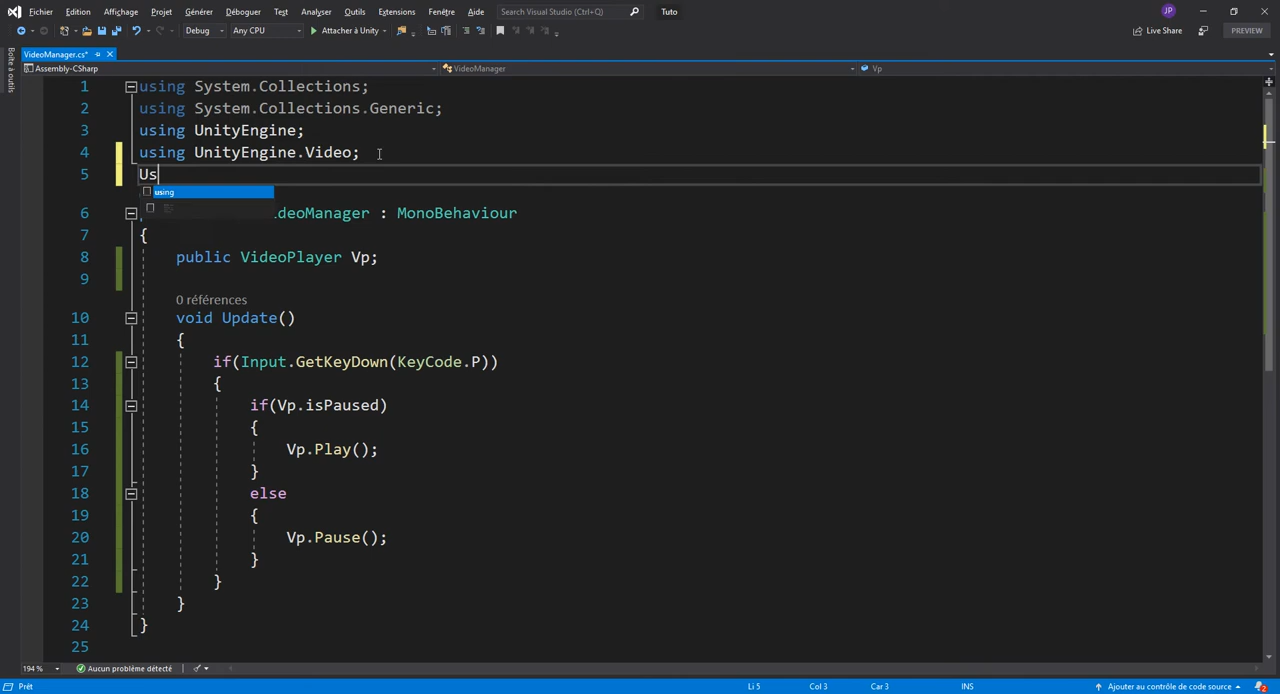 Fichier Edition Affichage Projet Générer Déboguer Test Analyser Outils Extensions Fenêtre Aide Search Visual Studio (Ctrl+Q) Tuto JP
Debug Any CPU Attacher à Unity Live Share PREVIEW
Boîte à outils
VideoManager.cs*
Assembly-CSharp VideoManager Vp
1 using System.Collections;
2 using System.Collections.Generic;
3 using UnityEngine;
4 using UnityEngine.Video;
5 Us
using
6 ideoManager : MonoBehaviour
7 {
8 public VideoPlayer Vp;
9
0 références
10 void Update()
11 {
12 if(Input.GetKeyDown(KeyCode.P))
13 {
14 if(Vp.isPaused)
15 {
16 Vp.Play();
17 }
18 else
19 {
20 Vp.Pause();
21 }
22 }
23 }
24 }
25
194 % Aucun problème détecté
Prêt Li 5 Col 3 Car 3 INS Ajouter au contrôle de code source 2